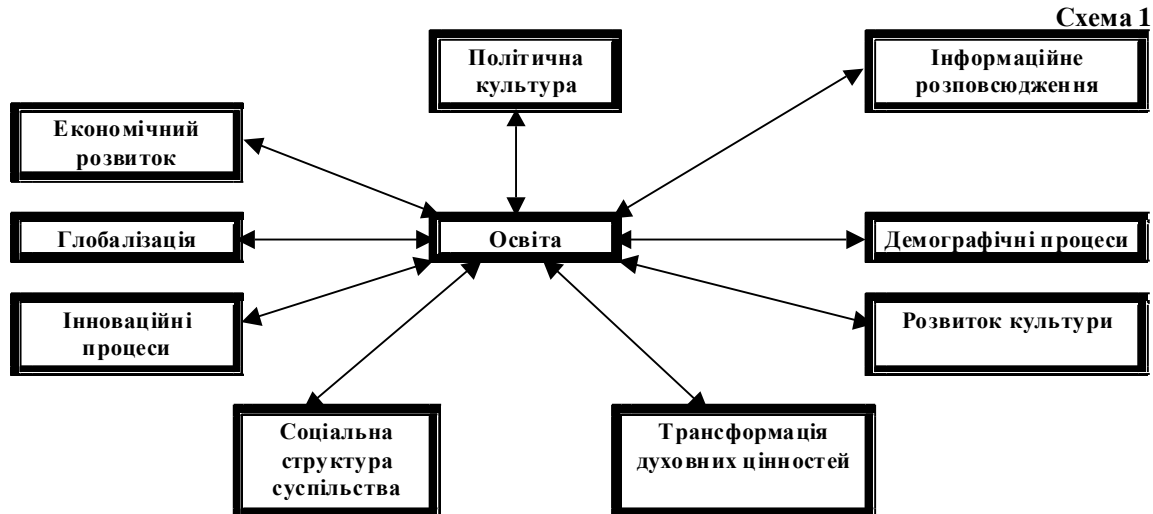 Схема 1
Політична
культура
Інформаційне
розповсюдження
Економічний
розвиток
Глобалізація
Освіта
Демографічні процеси
Інноваційні
процеси
Розвиток культури
Соціальна
структура
суспільства
Трансформація
духовних цінностей